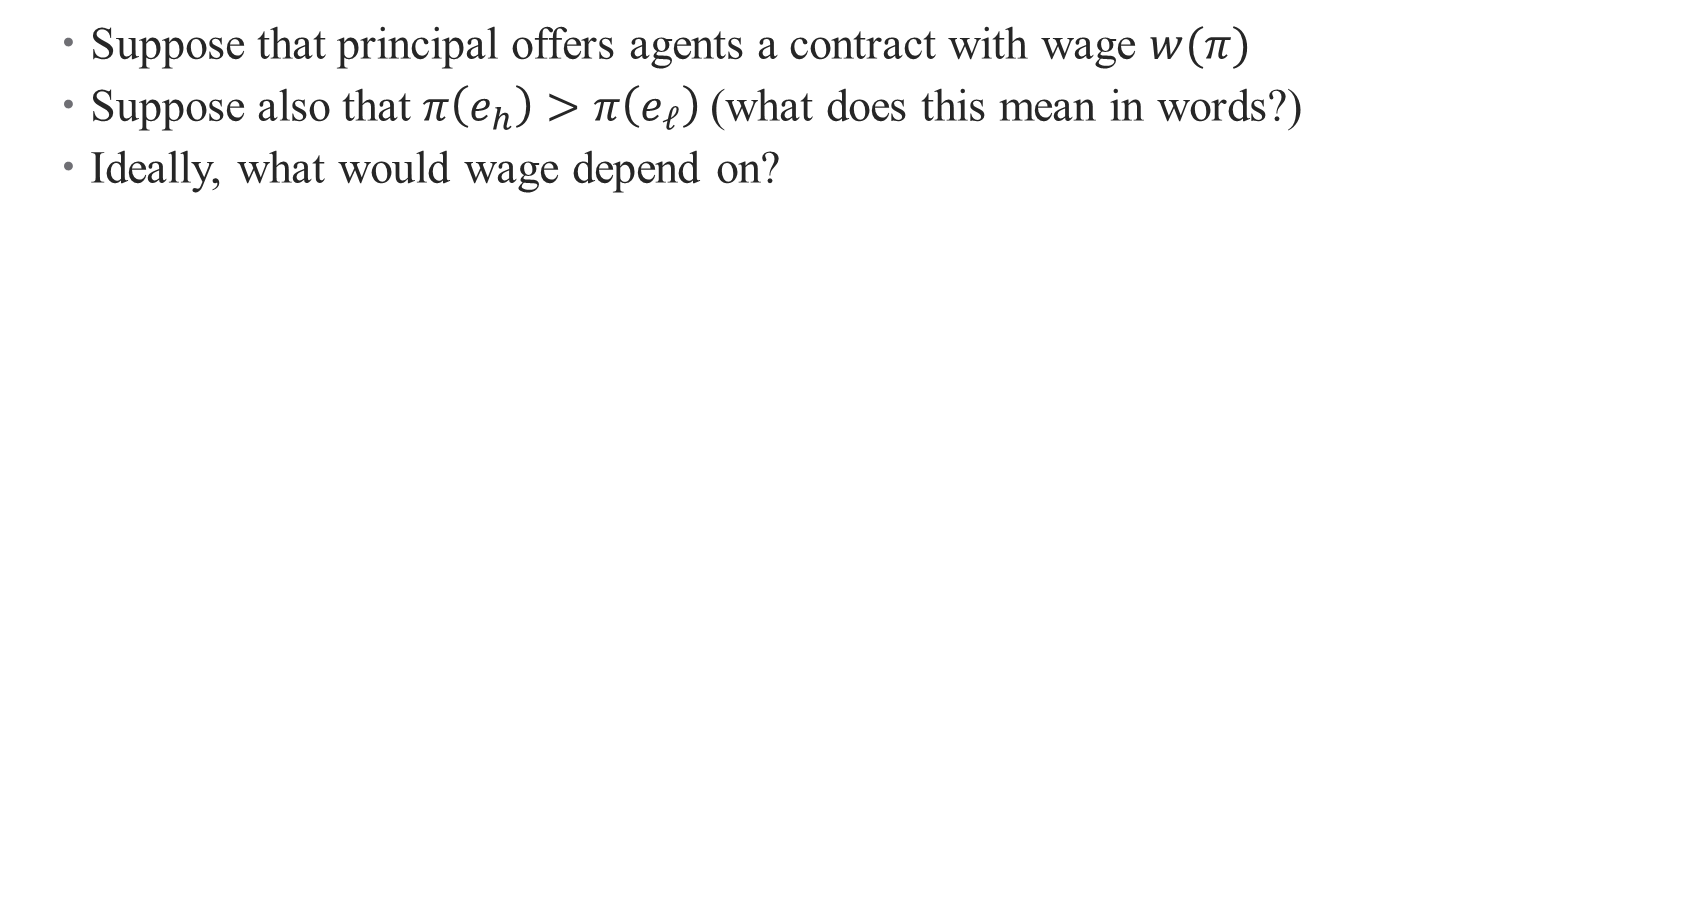 • Suppose that principal offers agents a contract with wage 𝑤(𝜋)
• Suppose also that 𝜋(𝑒ₕ) > 𝜋(𝑒_ℓ) (what does this mean in words?)
• Ideally, what would wage depend on?